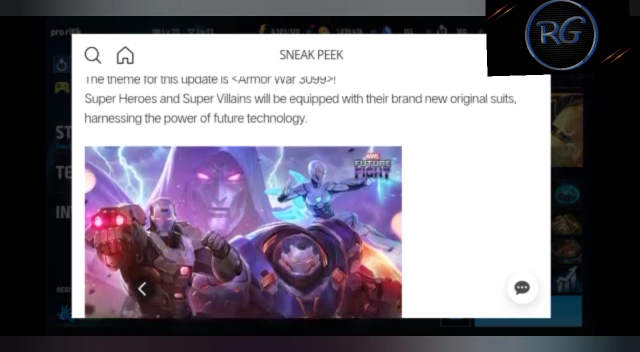 RG
SNEAK PEEK
The theme for this update is <Armor War 3099>!
Super Heroes and Super Villains will be equipped with their brand new original suits,
harnessing the power of future technology.
MARVEL
FUTURE
FIGHT